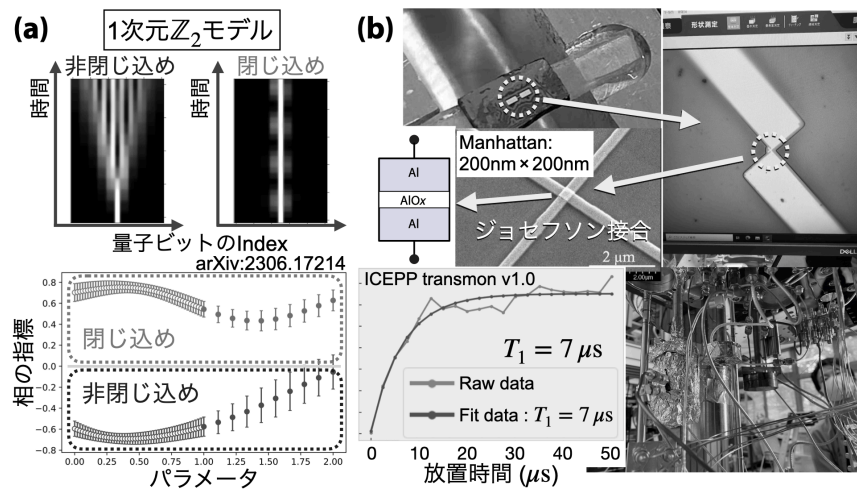 (a)
1次元ℤ₂モデル
非閉じ込め
閉じ込め
時間
時間
量子ビットのIndex
arXiv:2306.17214
0.8
0.6
0.4
0.2
0.0
−0.2
−0.4
−0.6
−0.8
相の指標
閉じ込め
非閉じ込め
0.00 0.25 0.50 0.75 1.00 1.25 1.50 1.75 2.00
パラメータ
(b)
形状測定
DELL
Manhattan:
200nm×200nm
Al
AlOx
Al
ジョセフソン接合
2 μm
2.00μm
ICEPP transmon v1.0
T₁ = 7 μs
Raw data
Fit data : T₁ = 7 μs
0 10 20 30 40 50
放置時間 (μs)